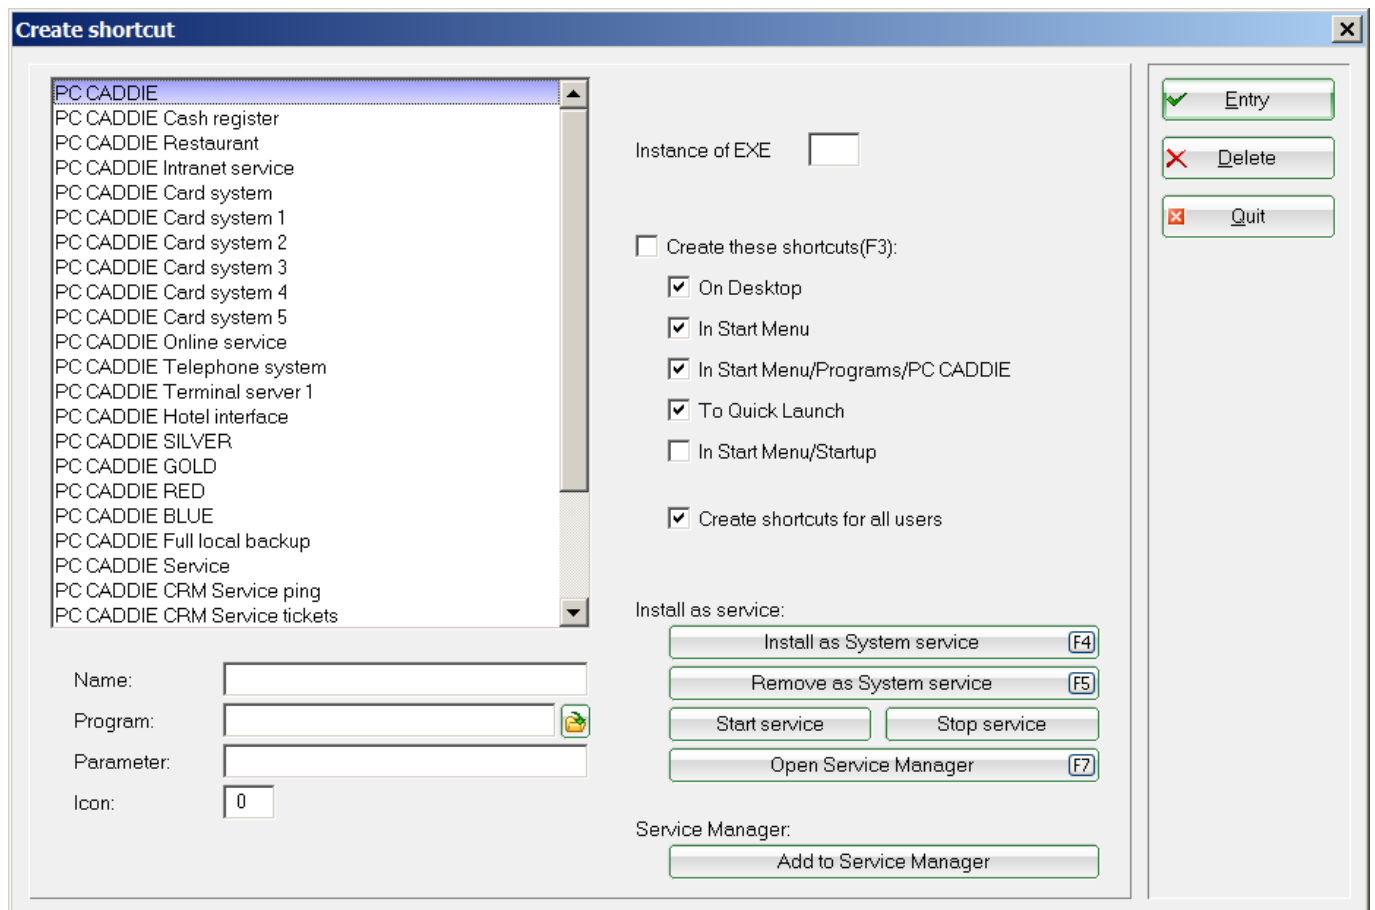 Create shortcut
PC CADDIE
PC CADDIE Cash register
PC CADDIE Restaurant
PC CADDIE Intranet service
PC CADDIE Card system
PC CADDIE Card system 1
PC CADDIE Card system 2
PC CADDIE Card system 3
PC CADDIE Card system 4
PC CADDIE Card system 5
PC CADDIE Online service
PC CADDIE Telephone system
PC CADDIE Terminal server 1
PC CADDIE Hotel interface
PC CADDIE SILVER
PC CADDIE GOLD
PC CADDIE RED
PC CADDIE BLUE
PC CADDIE Full local backup
PC CADDIE Service
PC CADDIE CRM Service ping
PC CADDIE CRM Service tickets
Name:
Program:
Parameter:
Icon: 0
Instance of EXE
Create these shortcuts(F3):
On Desktop
In Start Menu
In Start Menu/Programs/PC CADDIE
To Quick Launch
In Start Menu/Startup
Create shortcuts for all users
Install as service:
Install as System service F4
Remove as System service F5
Start service Stop service
Open Service Manager F7
Service Manager:
Add to Service Manager
Entry
Delete
Quit